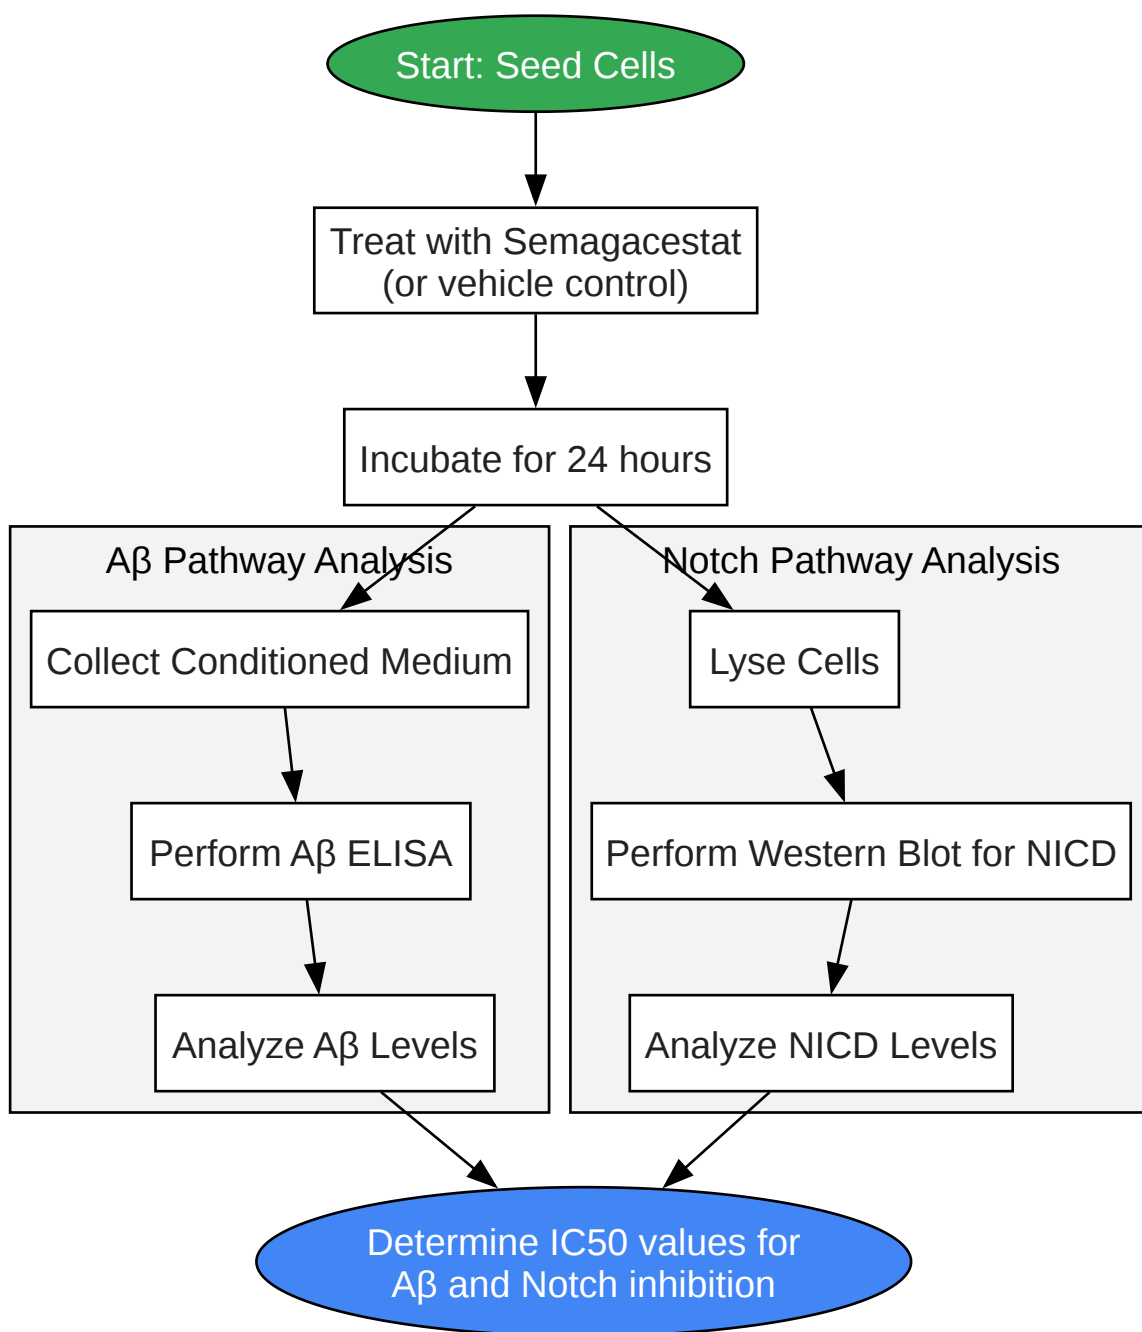 Start: Seed Cells
Treat with Semagacestat
(or vehicle control)
Incubate for 24 hours
Aβ Pathway Analysis
Collect Conditioned Medium
Perform Aβ ELISA
Analyze Aβ Levels
Notch Pathway Analysis
Lyse Cells
Perform Western Blot for NICD
Analyze NICD Levels
Determine IC50 values for
Aβ and Notch inhibition